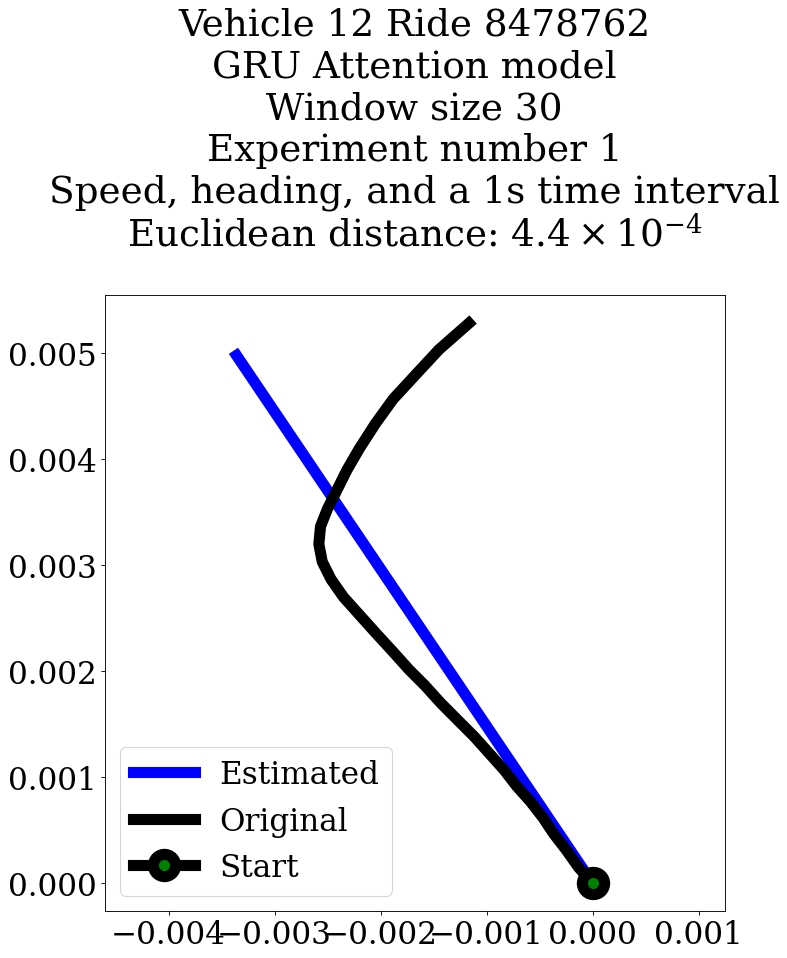 Vehicle 12 Ride 8478762
GRU Attention model
Window size 30
Experiment number 1
Speed, heading, and a 1s time interval
Euclidean distance: 4.4 × 10⁻⁴
0.005
0.004
0.003
0.002
0.001
0.000
Estimated
Original
Start
−0.004 −0.003 −0.002 −0.001 0.000 0.001